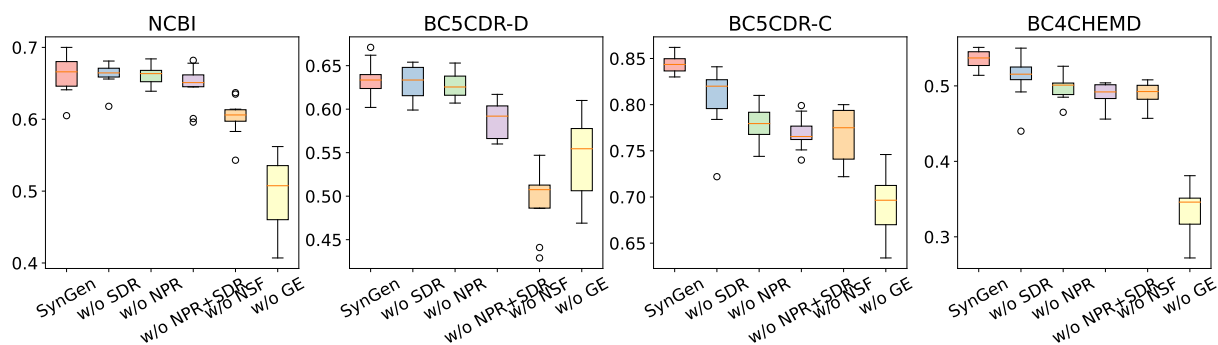 NCBI
0.7
0.6
0.5
0.4
SynGen
w/o SDR
w/o NPR
w/o NPR+SDR
w/o NSF
w/o GE
BC5CDR-D
0.65
0.60
0.55
0.50
0.45
SynGen
w/o SDR
w/o NPR
w/o NPR+SDR
w/o NSF
w/o GE
BC5CDR-C
0.85
0.80
0.75
0.70
0.65
SynGen
w/o SDR
w/o NPR
w/o NPR+SDR
w/o NSF
w/o GE
BC4CHEMD
0.5
0.4
0.3
SynGen
w/o SDR
w/o NPR
w/o NPR+SDR
w/o NSF
w/o GE